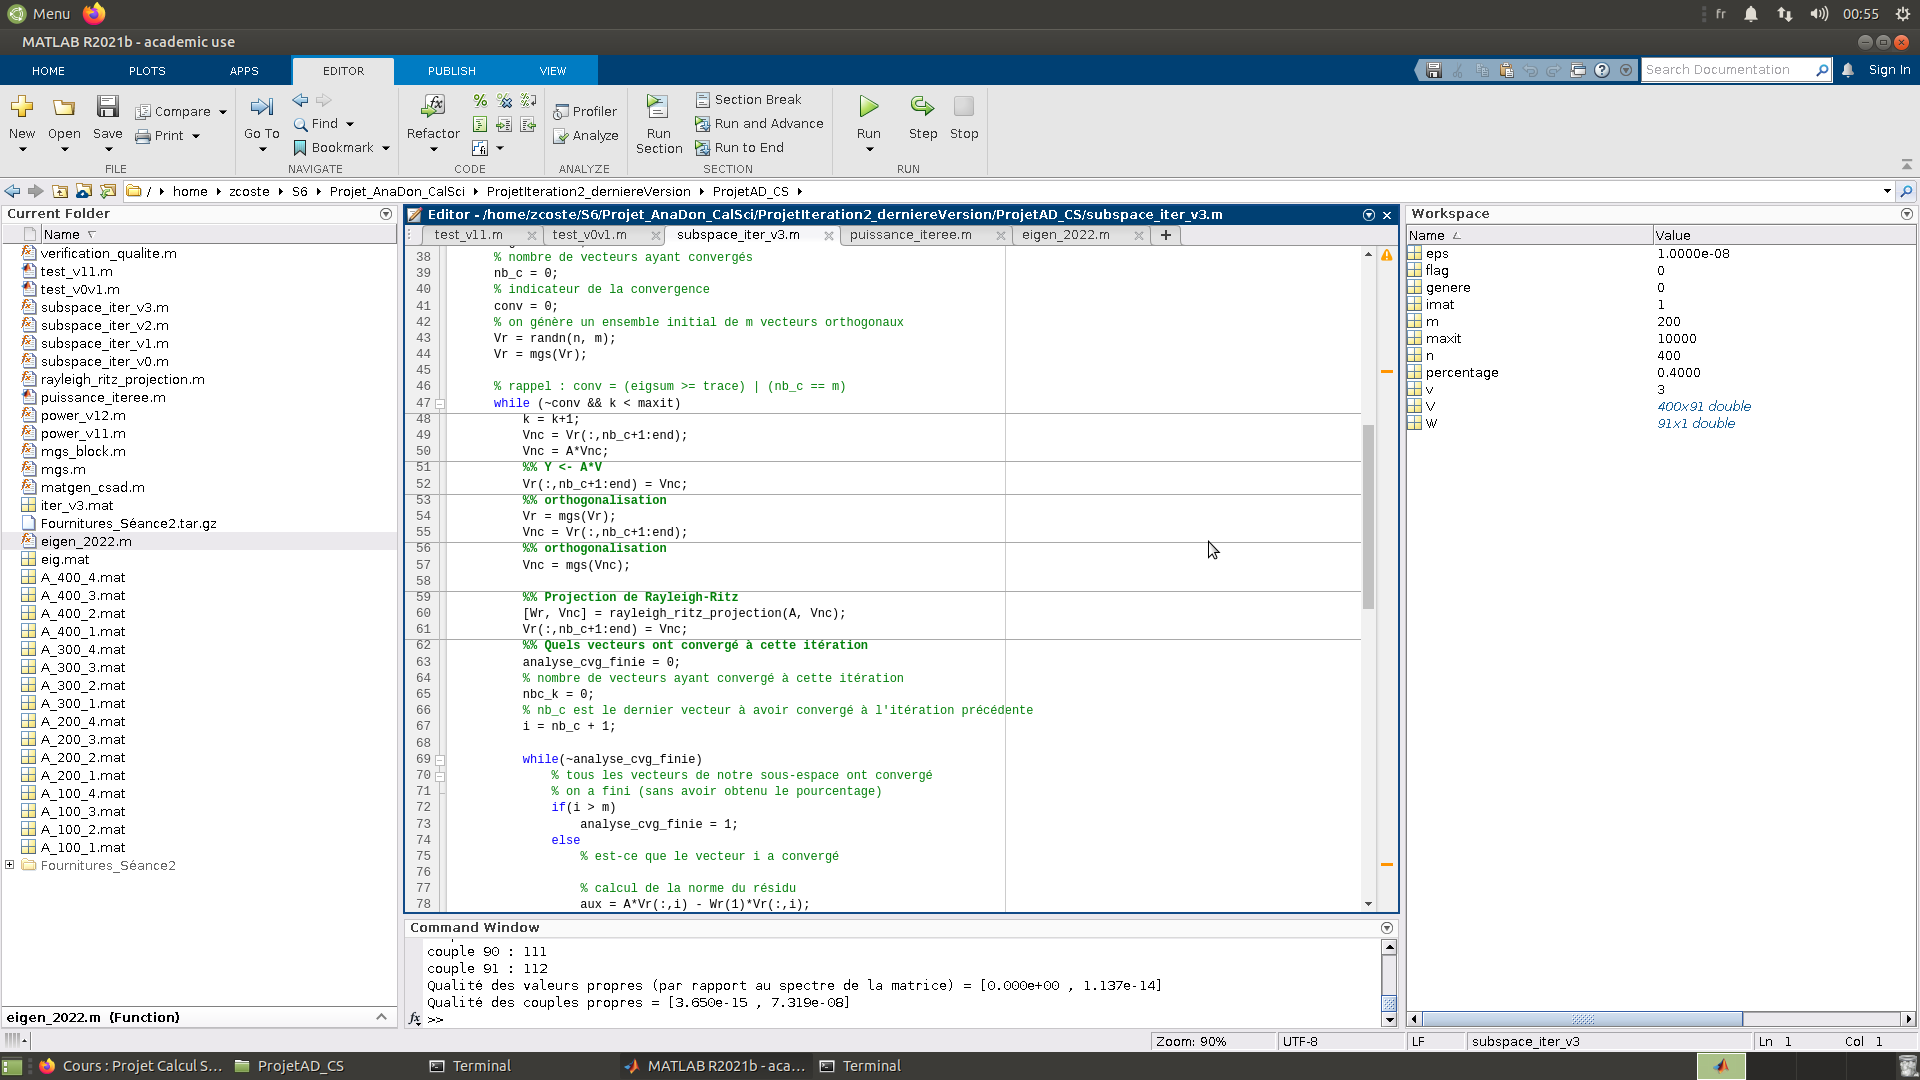 Menu
fr
00:55
MATLAB R2021b - academic use
HOME PLOTS APPS EDITOR PUBLISH VIEW
Search Documentation
Sign In
New Open Save Compare Print
FILE
Go To Find Bookmark
NAVIGATE
Refactor
CODE
Profiler
Analyze
ANALYZE
Run Section
Section Break
Run and Advance
Run to End
SECTION
Run Step Stop
RUN
/ home zcoste S6 Projet_AnaDon_CalSci ProjetIteration2_derniereVersion ProjetAD_CS
Current Folder
Name
verification_qualite.m
test_v11.m
test_v0v1.m
subspace_iter_v3.m
subspace_iter_v2.m
subspace_iter_v1.m
subspace_iter_v0.m
rayleigh_ritz_projection.m
puissance_iteree.m
power_v12.m
power_v11.m
mgs_block.m
mgs.m
matgen_csad.m
iter_v3.mat
Fournitures_Séance2.tar.gz
eigen_2022.m
eig.mat
A_400_4.mat
A_400_3.mat
A_400_2.mat
A_400_1.mat
A_300_4.mat
A_300_3.mat
A_300_2.mat
A_300_1.mat
A_200_4.mat
A_200_3.mat
A_200_2.mat
A_200_1.mat
A_100_4.mat
A_100_3.mat
A_100_2.mat
A_100_1.mat
Fournitures_Séance2
eigen_2022.m (Function)
Editor - /home/zcoste/S6/Projet_AnaDon_CalSci/ProjetIteration2_derniereVersion/ProjetAD_CS/subspace_iter_v3.m
test_v11.m test_v0v1.m subspace_iter_v3.m puissance_iteree.m eigen_2022.m
38 % nombre de vecteurs ayant convergés
39 nb_c = 0;
40 % indicateur de la convergence
41 conv = 0;
42 % on génère un ensemble initial de m vecteurs orthogonaux
43 Vr = randn(n, m);
44 Vr = mgs(Vr);
45
46 % rappel : conv = (eigsum >= trace) | (nb_c == m)
47 while (~conv && k < maxit)
48 k = k+1;
49 Vnc = Vr(:,nb_c+1:end);
50 Vnc = A*Vnc;
51 %% Y <- A*V
52 Vr(:,nb_c+1:end) = Vnc;
53 %% orthogonalisation
54 Vr = mgs(Vr);
55 Vnc = Vr(:,nb_c+1:end);
56 %% orthogonalisation
57 Vnc = mgs(Vnc);
58
59 %% Projection de Rayleigh-Ritz
60 [Wr, Vnc] = rayleigh_ritz_projection(A, Vnc);
61 Vr(:,nb_c+1:end) = Vnc;
62 %% Quels vecteurs ont convergé à cette itération
63 analyse_cvg_finie = 0;
64 % nombre de vecteurs ayant convergé à cette itération
65 nbc_k = 0;
66 % nb_c est le dernier vecteur à avoir convergé à l'itération précédente
67 i = nb_c + 1;
68
69 while(~analyse_cvg_finie)
70 % tous les vecteurs de notre sous-espace ont convergé
71 % on a fini (sans avoir obtenu le pourcentage)
72 if(i > m)
73 analyse_cvg_finie = 1;
74 else
75 % est-ce que le vecteur i a convergé
76
77 % calcul de la norme du résidu
78 aux = A*Vr(:,i) - Wr(1)*Vr(:,i);
Command Window
couple 90 : 111
couple 91 : 112
Qualité des valeurs propres (par rapport au spectre de la matrice) = [0.000e+00 , 1.137e-14]
Qualité des couples propres = [3.650e-15 , 7.319e-08]
fx >>
Workspace
Name Value
eps 1.0000e-08
flag 0
genere 0
imat 1
m 200
maxit 10000
n 400
percentage 0.4000
v 3
V 400x91 double
W 91x1 double
Zoom: 90% UTF-8 LF subspace_iter_v3 Ln 1 Col 1
Cours : Projet Calcul S... ProjetAD_CS Terminal MATLAB R2021b - aca... Terminal